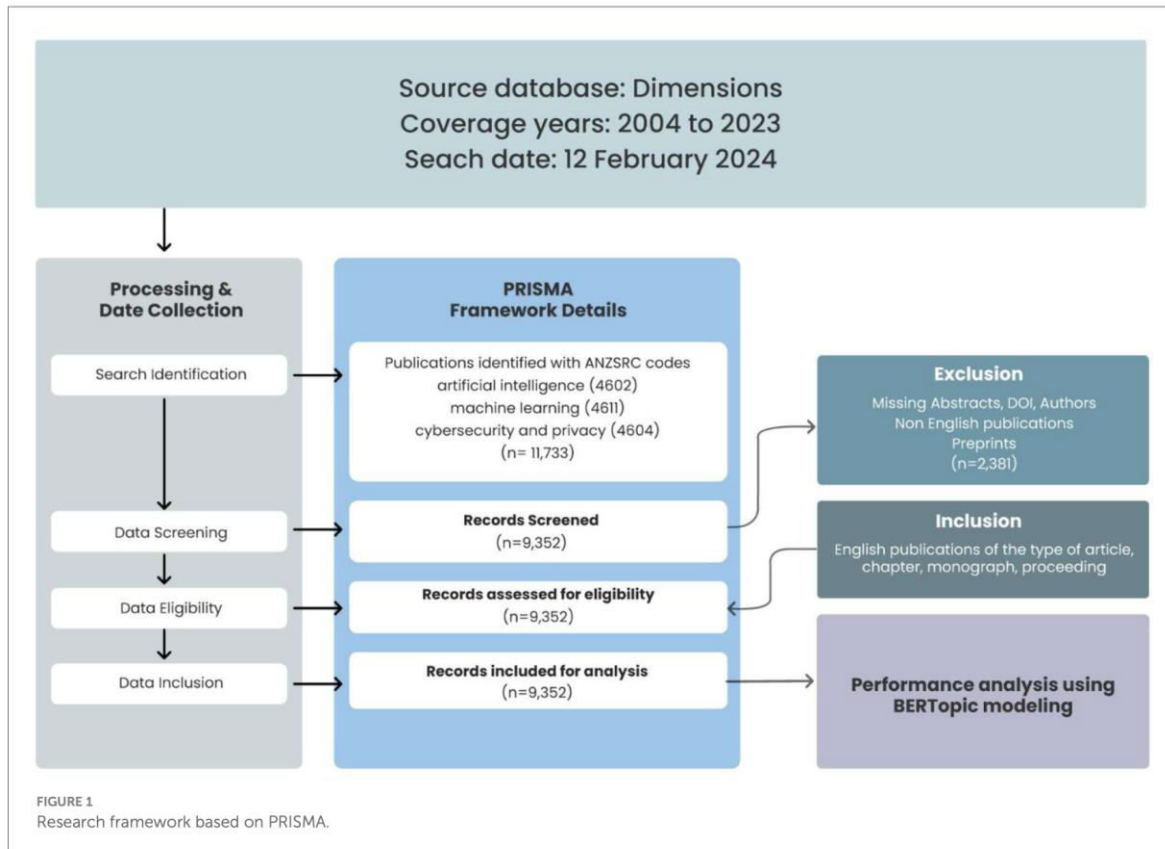 Source database: Dimensions
Coverage years: 2004 to 2023
Seach date: 12 February 2024
Processing &
Date Collection
Search Identification
Data Screening
Data Eligibility
Data Inclusion
PRISMA
Framework Details
Publications identified with ANZSRC codes
artificial intelligence (4602)
machine learning (4611)
cybersecurity and privacy (4604)
(n= 11,733)
Records Screened
(n=9,352)
Records assessed for eligibility
(n=9,352)
Records included for analysis
(n=9,352)
Exclusion
Missing Abstracts, DOI, Authors
Non English publications
Preprints
(n=2,381)
Inclusion
English publications of the type of article,
chapter, monograph, proceeding
Performance analysis using
BERTopic modeling
FIGURE 1
Research framework based on PRISMA.